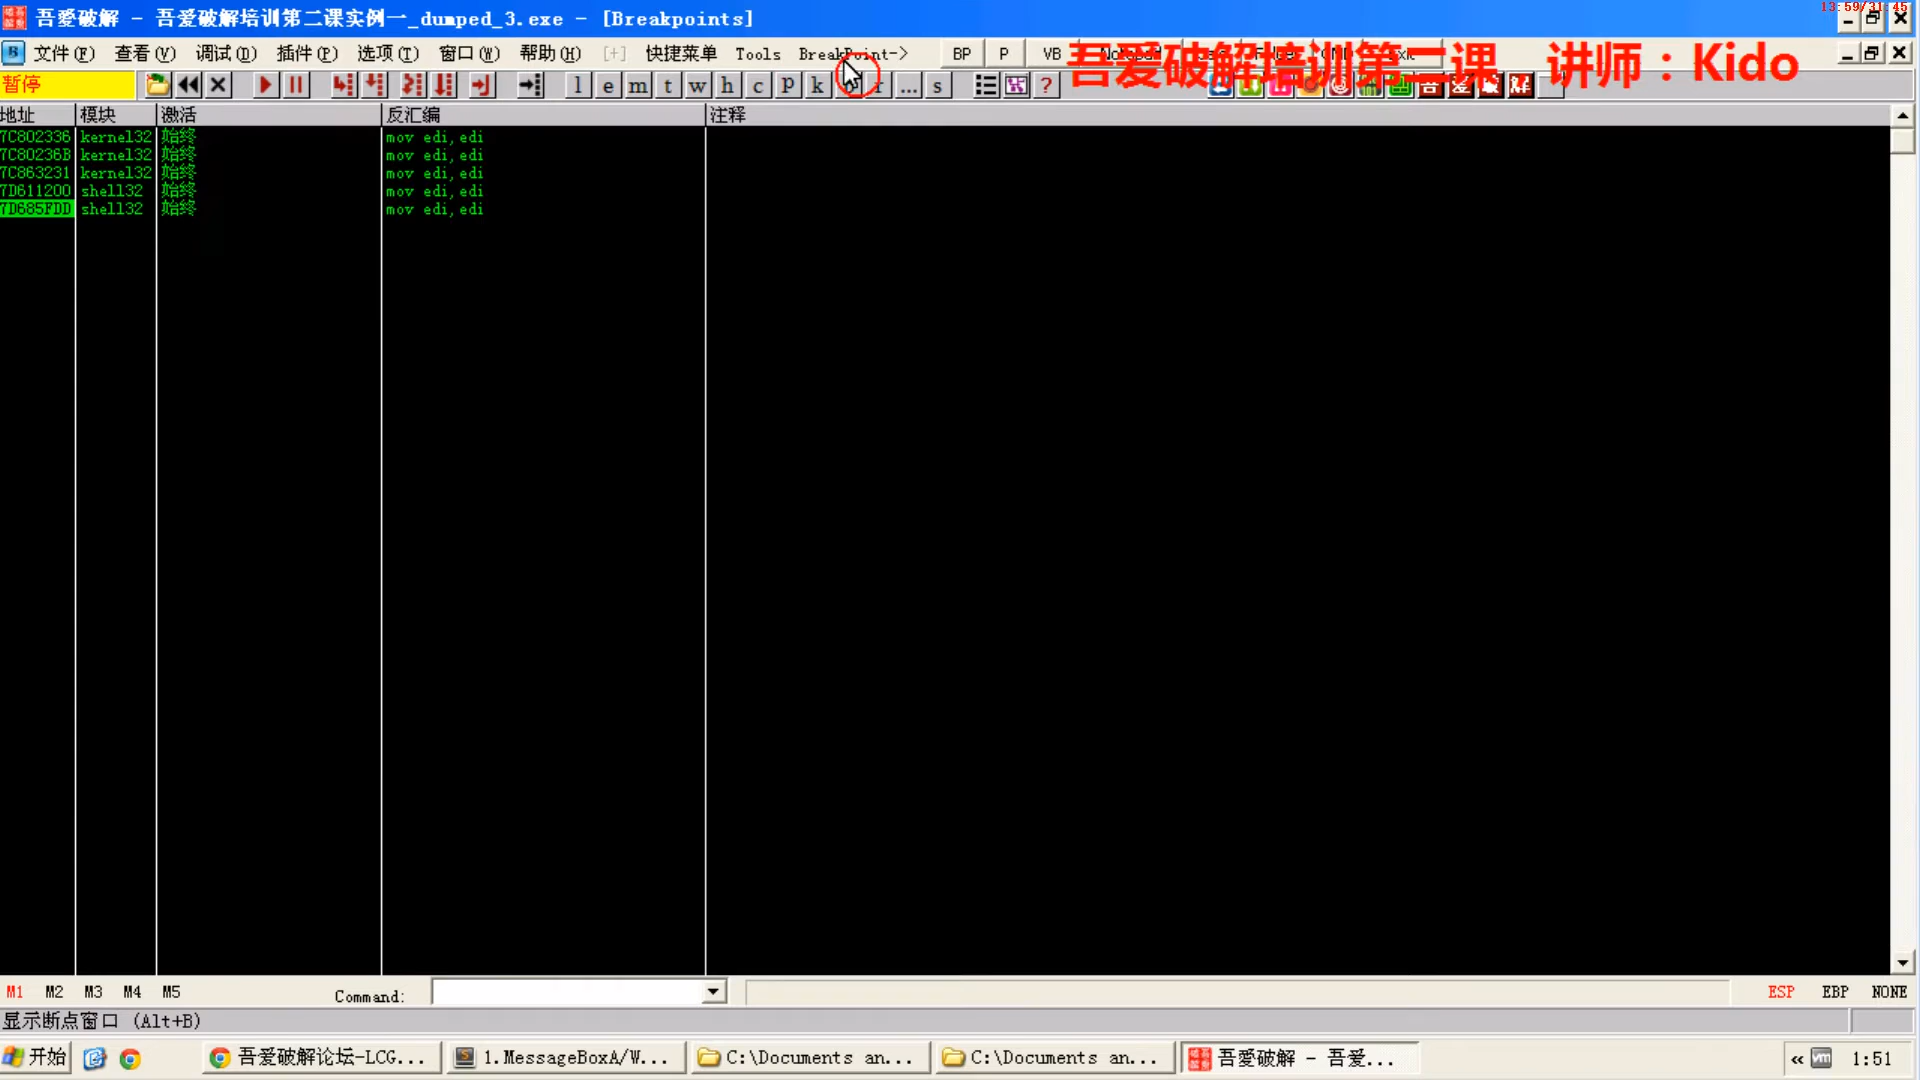 吾爱破解 - 吾爱破解培训第二课实例一_dumped_3.exe - [Breakpoints]
13:59/31:45
文件(F) 查看(V) 调试(D) 插件(P) 选项(T) 窗口(W) 帮助(H) [+] 快捷菜单 Tools BreakPoint-> BP P VB Notepad
吾爱破解培训第二课 讲师：Kido
暂停 l e m t w h c p k r ... s ?
地址 模块 激活 反汇编 注释
7C802336 kernel32 始终 mov edi,edi
7C80236B kernel32 始终 mov edi,edi
7C863231 kernel32 始终 mov edi,edi
7D611200 shell32 始终 mov edi,edi
7D685FDD shell32 始终 mov edi,edi
M1 M2 M3 M4 M5 Command: ESP EBP NONE
显示断点窗口 (Alt+B)
开始 吾爱破解论坛-LCG... 1.MessageBoxA/W... C:\Documents an... C:\Documents an... 吾爱破解 - 吾爱... « vm 1:51